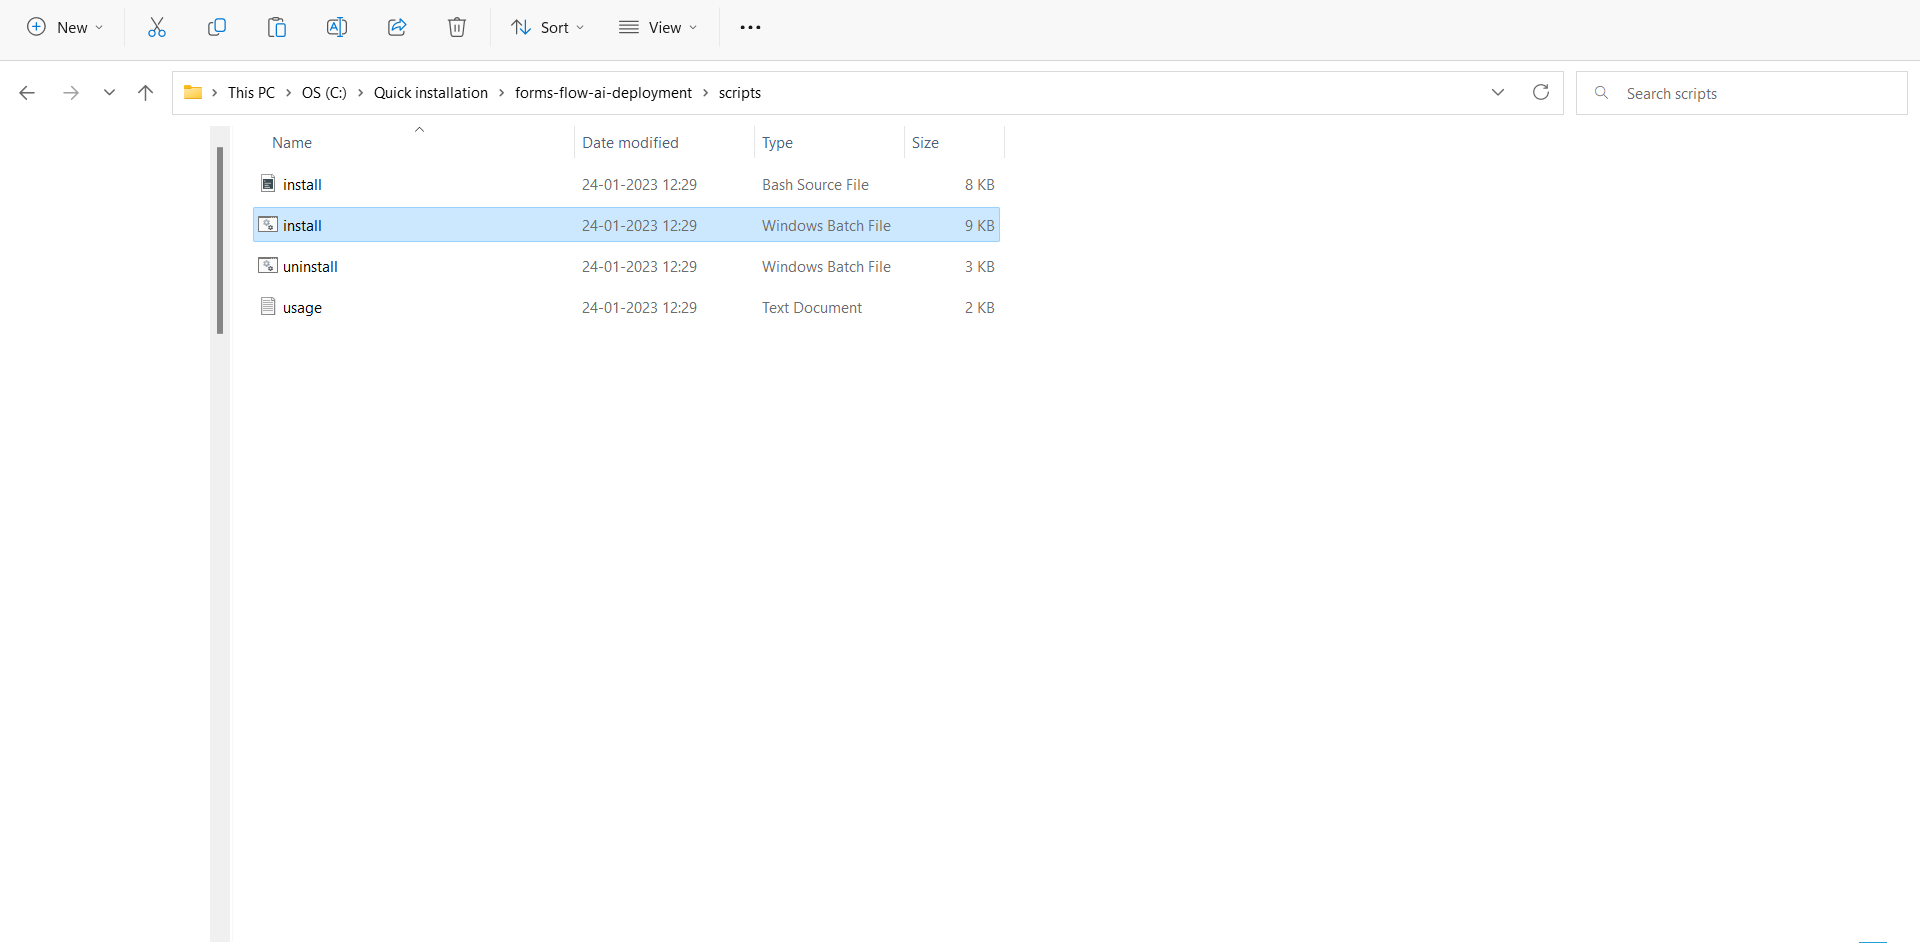 New Sort View
This PC OS (C:) Quick installation forms-flow-ai-deployment scripts Search scripts
Name Date modified Type Size
install 24-01-2023 12:29 Bash Source File 8 KB
install 24-01-2023 12:29 Windows Batch File 9 KB
uninstall 24-01-2023 12:29 Windows Batch File 3 KB
usage 24-01-2023 12:29 Text Document 2 KB